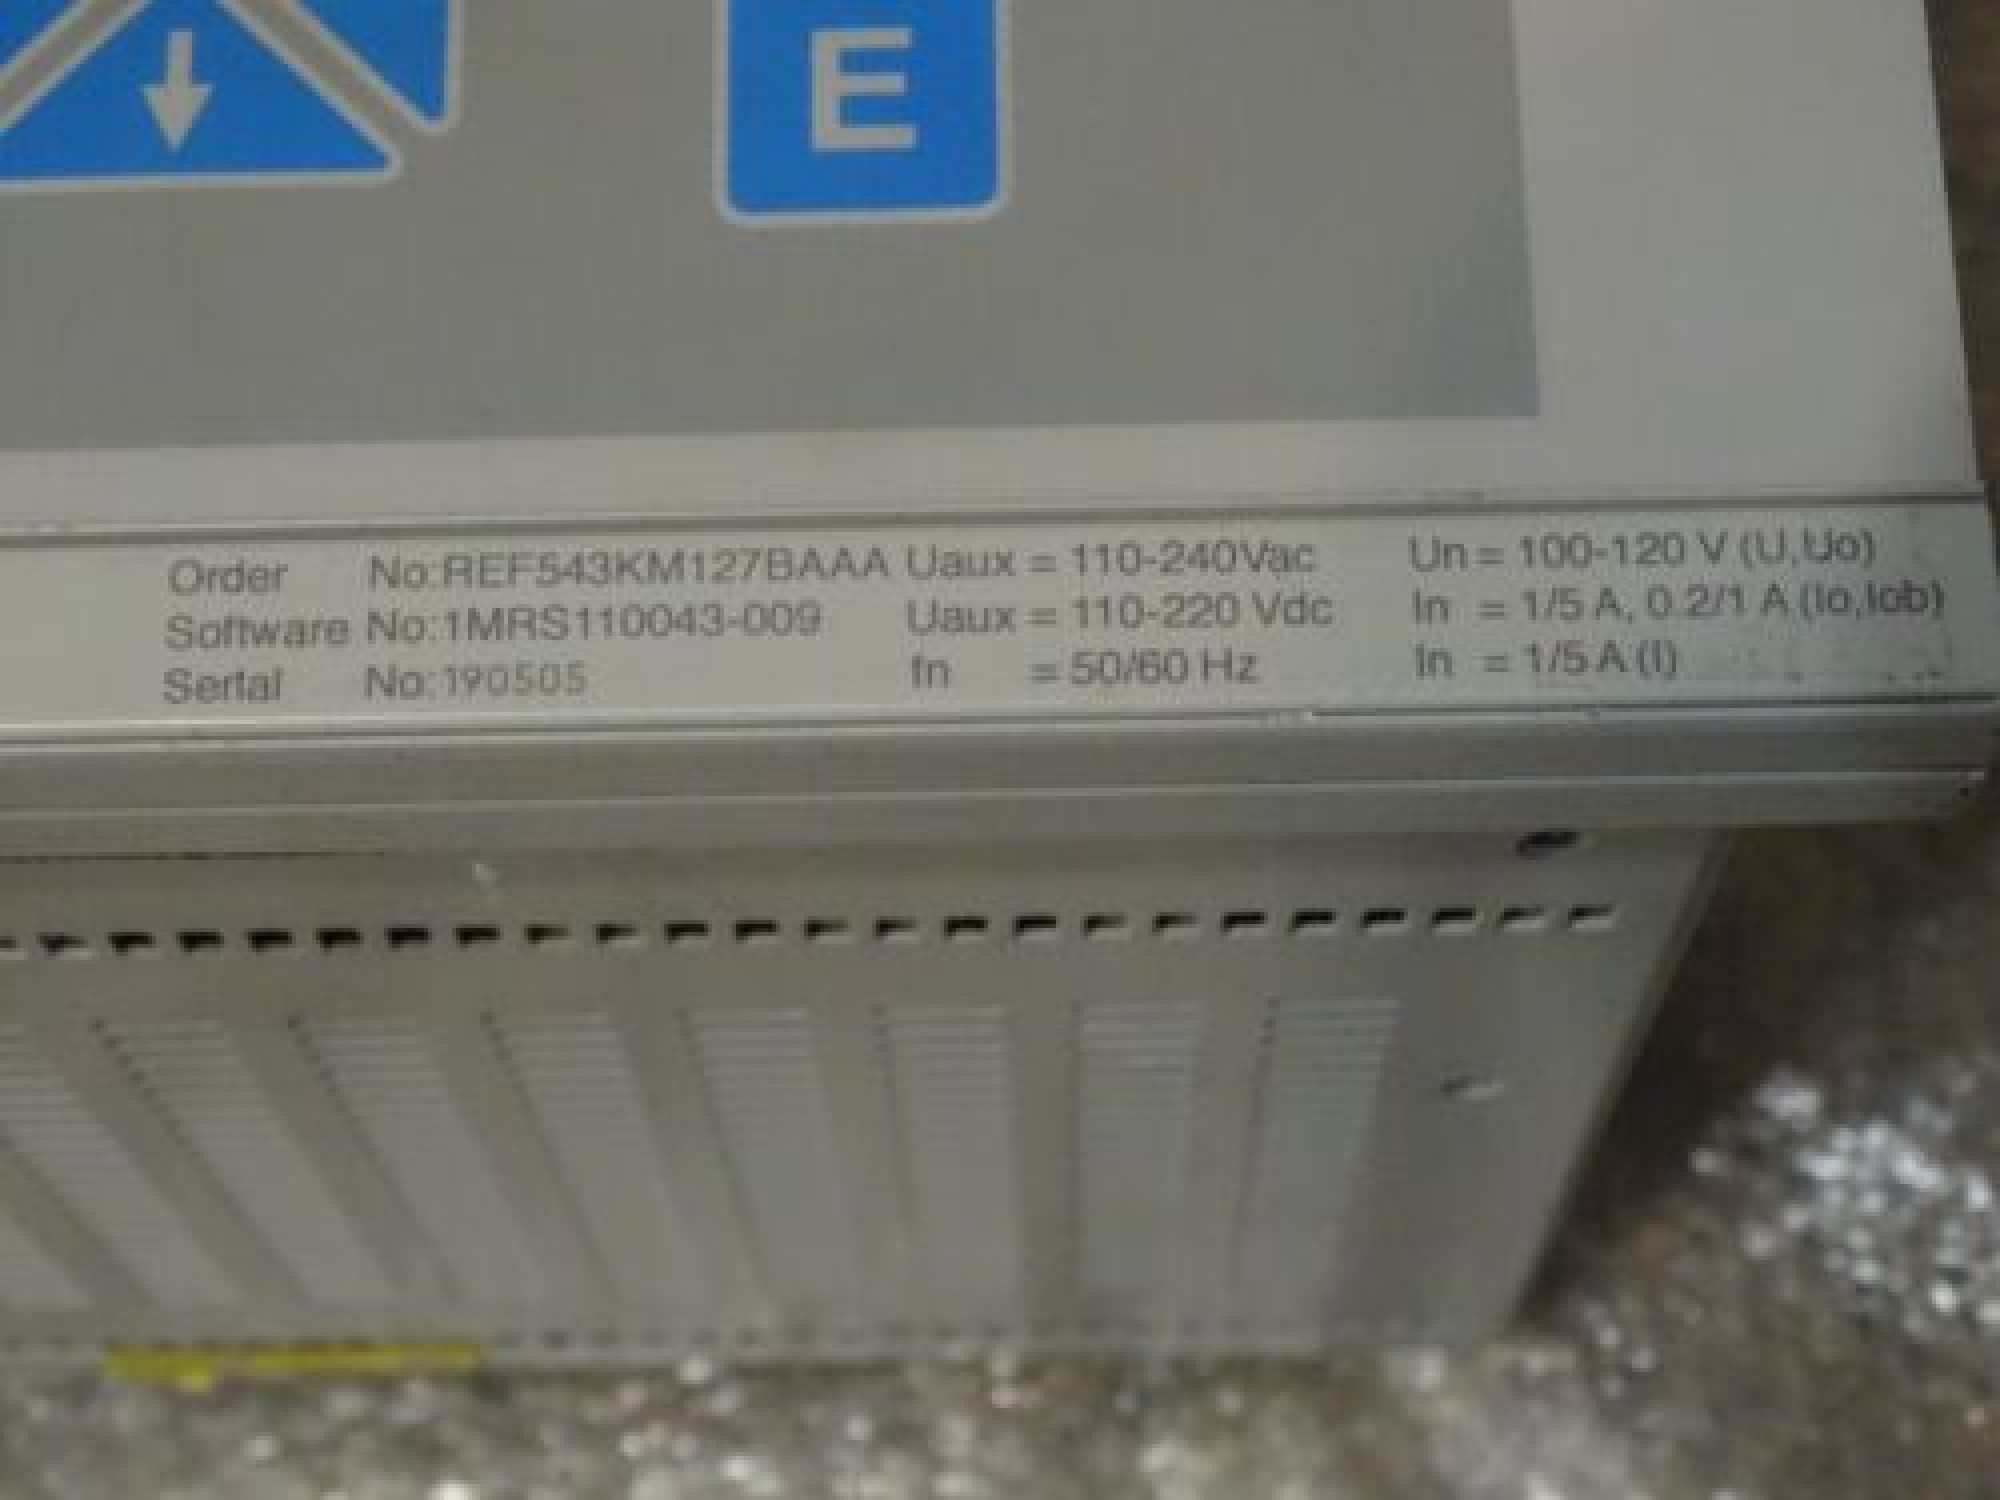 E
Order No:REF543KM127BAAA Uaux = 110-240Vac Un = 100-120 V (U,Uo)
Software No:1MRS110043-009 Uaux = 110-220 Vdc In = 1/5 A, 0.2/1 A (Io,Iob)
Serial No:190505 fn = 50/60 Hz In = 1/5 A (I)